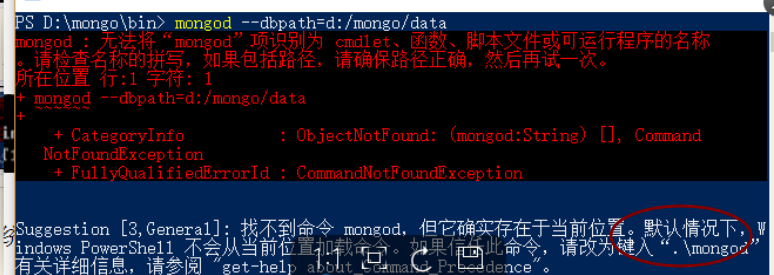 PS D:\mongo\bin> mongod --dbpath=d:/mongo/data
mongod : 无法将“mongod”项识别为 cmdlet、函数、脚本文件或可运行程序的名称
。请检查名称的拼写，如果包括路径，请确保路径正确，然后再试一次。
所在位置 行:1 字符: 1
+ mongod --dbpath=d:/mongo/data
+ ~~~~~~
+ CategoryInfo : ObjectNotFound: (mongod:String) [], Command
NotFoundException
+ FullyQualifiedErrorId : CommandNotFoundException
Suggestion [3,General]: 找不到命令 mongod，但它确实存在于当前位置。默认情况下，W
indows PowerShell 不会从当前位置加载命令。如果信任此命令，请改为键入“.\mongod”
有关详细信息，请参阅 "get-help about_Command_Precedence"。
1:1